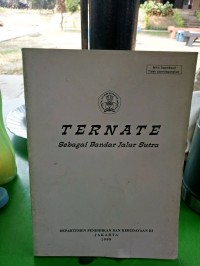 TERNATE
Sebagai Bandar Jalur Sutra
DEPARTEMEN PENDIDIKAN DAN KEBUDAYAAN RI
JAKARTA